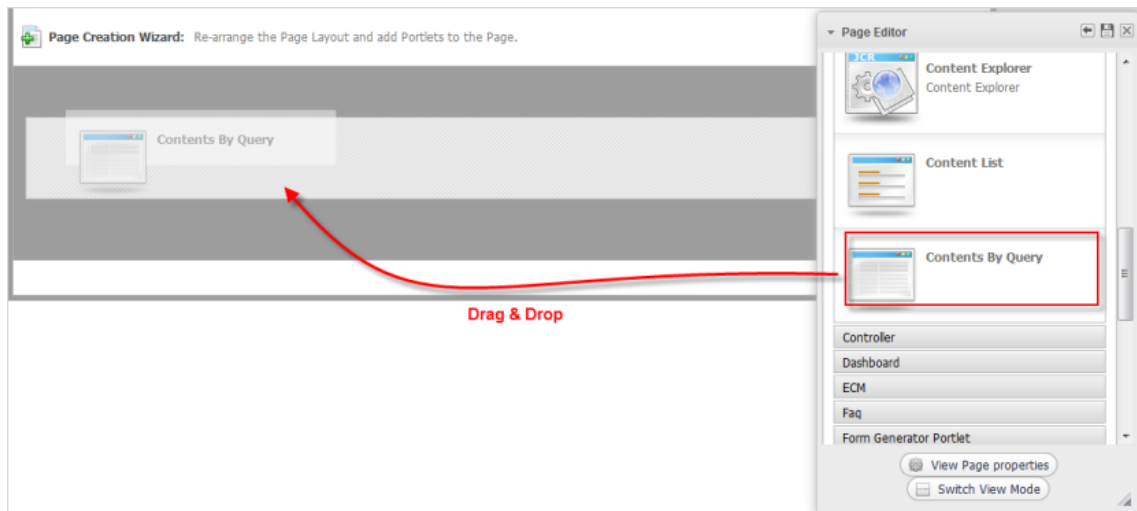 Page Creation Wizard: Re-arrange the Page Layout and add Portlets to the Page.
Contents By Query
Drag & Drop
Page Editor
JCR
Content Explorer
Content Explorer
Content List
Contents By Query
Controller
Dashboard
ECM
Faq
Form Generator Portlet
View Page properties
Switch View Mode